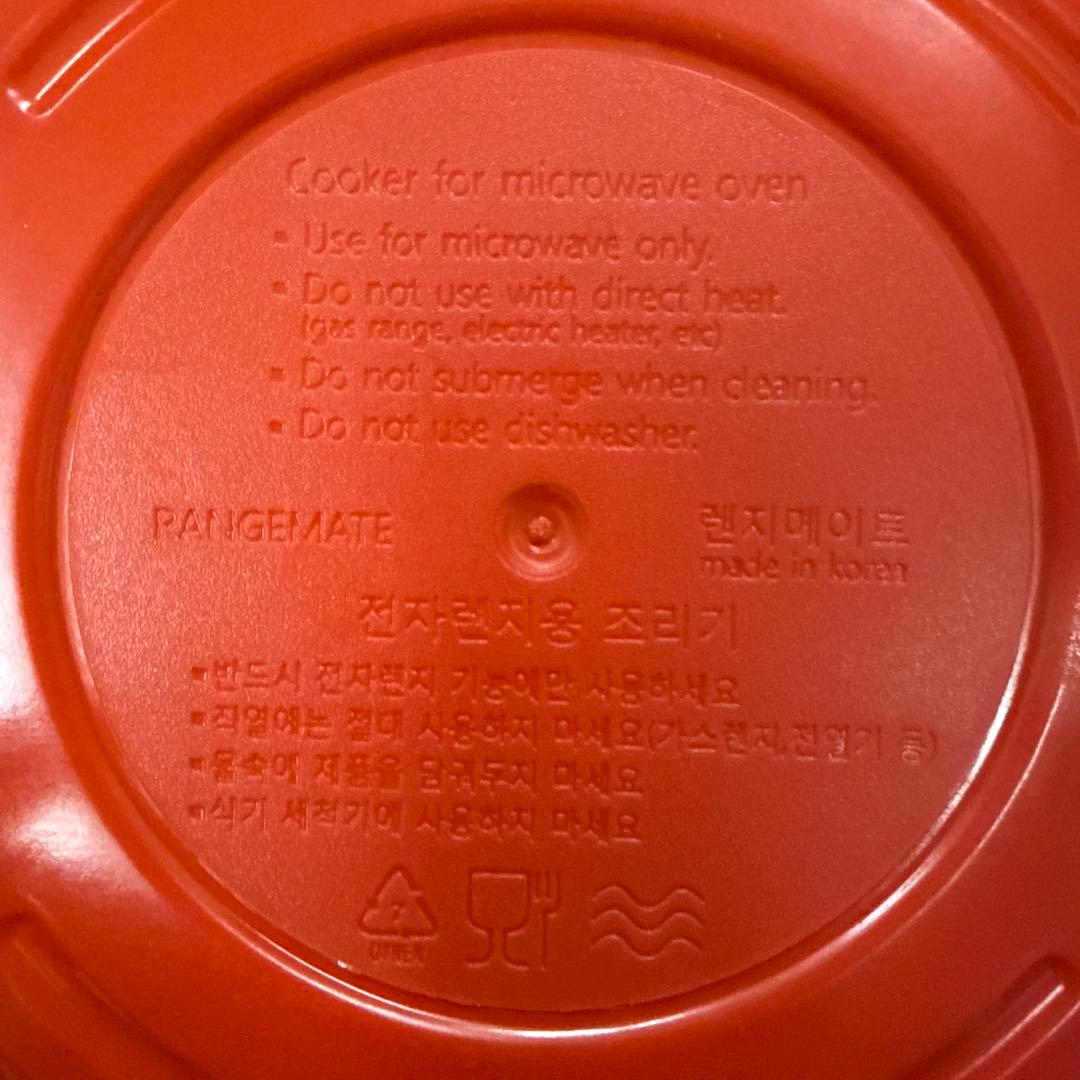 Cooker for microwave oven
▪ Use for microwave only.
▪ Do not use with direct heat.
(gas range, electric heater, etc)
▪ Do not submerge when cleaning.
▪ Do not use dishwasher.
RANGEMATE
렌지메이트
made in korea
전자렌지용 조리기
▪반드시 전자렌지 기능에만 사용하세요
▪직열에는 절대 사용하지 마세요(가스렌지,전열기 등)
▪물속에 제품을 담궈두지 마세요
▪식기 세척기에 사용하지 마세요
7